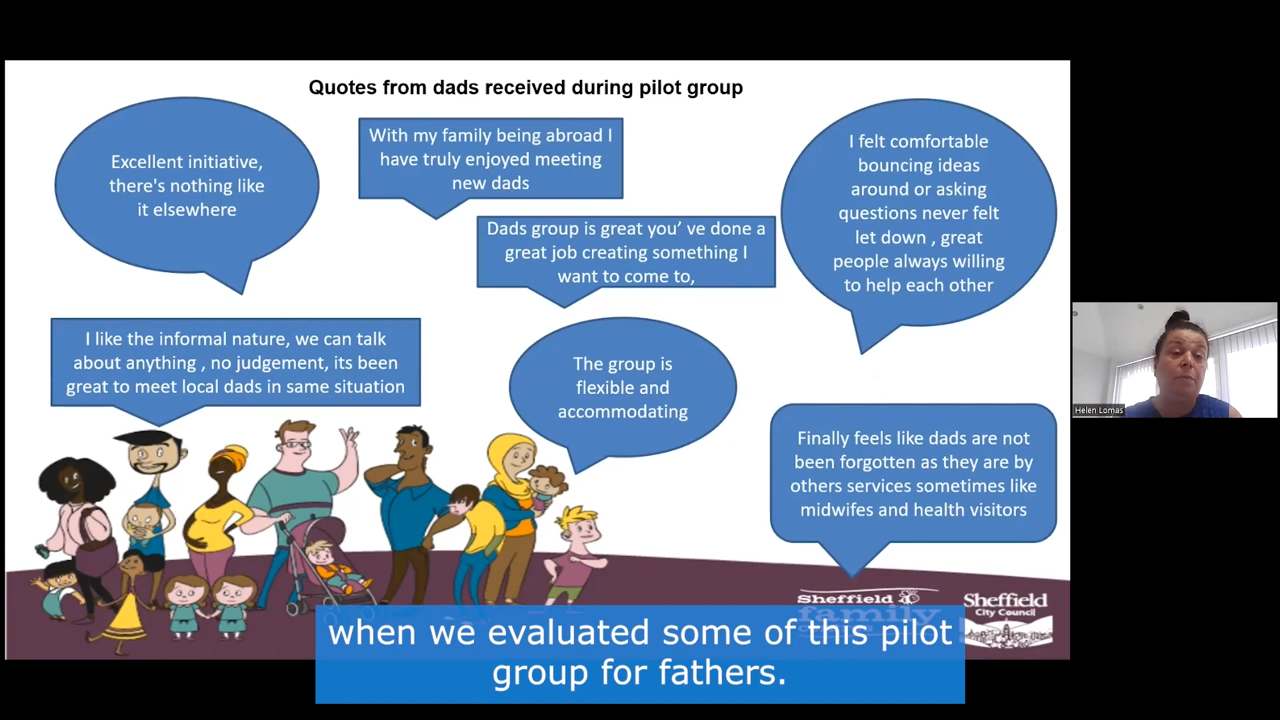 Quotes from dads received during pilot group
Excellent initiative,
there's nothing like
it elsewhere
With my family being abroad I
have truly enjoyed meeting
new dads
I felt comfortable
bouncing ideas
around or asking
questions never felt
let down , great
people always willing
to help each other
Dads group is great you' ve done a
great job creating something I
want to come to,
I like the informal nature, we can talk
about anything , no judgement, its been
great to meet local dads in same situation
The group is
flexible and
accommodating
Finally feels like dads are not
been forgotten as they are by
others services sometimes like
midwifes and health visitors
Helen Lomas
Sheffield
family
Sheffield
City Council
when we evaluated some of this pilot
group for fathers.